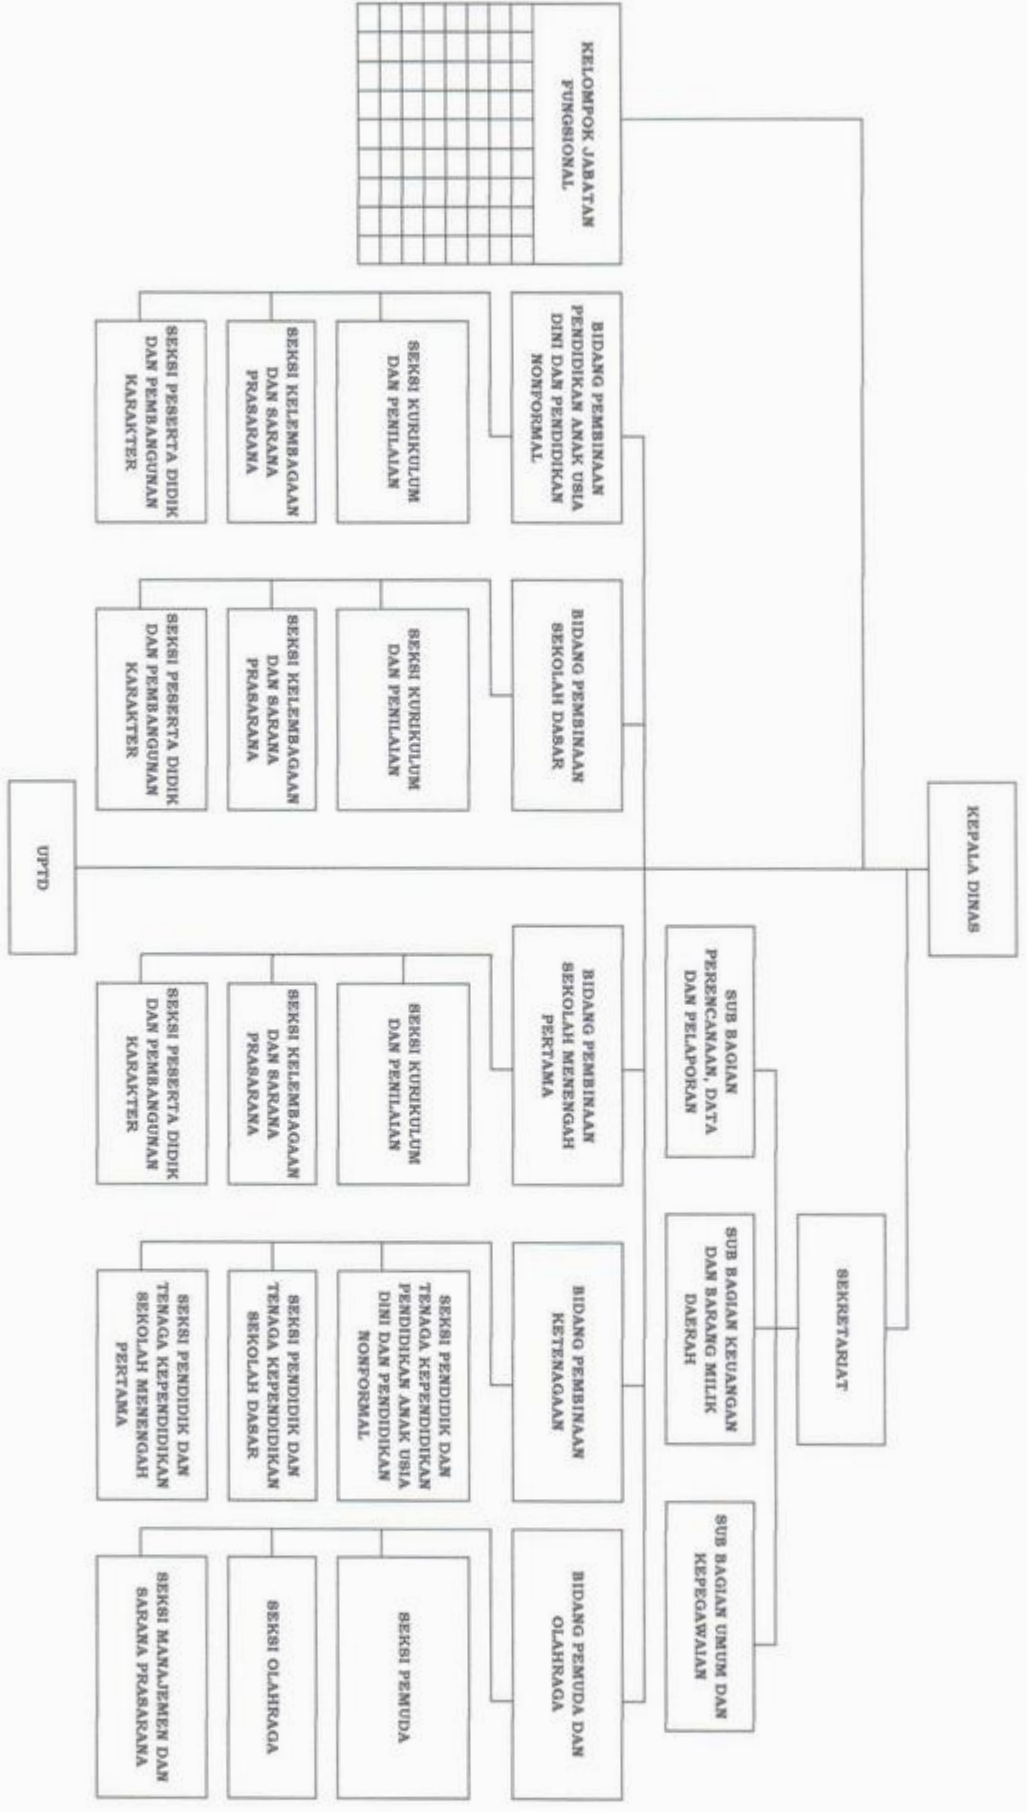 KEPALA DINAS
SEKRETARIAT
SUB BAGIAN
PERENCANAAN, DATA
DAN PELAPORAN
SUB BAGIAN KEUANGAN
DAN BARANG MILIK
DAERAH
SUB BAGIAN UMUM DAN
KEPEGAWAIAN
KELOMPOK JABATAN
FUNGSIONAL
BIDANG PEMBINAAN
PENDIDIKAN ANAK USIA
DINI DAN PENDIDIKAN
NONFORMAL
SEKSI KURIKULUM
DAN PENILAIAN
SEKSI KELEMBAGAAN
DAN SARANA
PRASARANA
SEKSI PESERTA DIDIK
DAN PEMBANGUNAN
KARAKTER
BIDANG PEMBINAAN
SEKOLAH DASAR
SEKSI KURIKULUM
DAN PENILAIAN
SEKSI KELEMBAGAAN
DAN SARANA
PRASARANA
SEKSI PESERTA DIDIK
DAN PEMBANGUNAN
KARAKTER
BIDANG PEMBINAAN
SEKOLAH MENENGAH
PERTAMA
SEKSI KURIKULUM
DAN PENILAIAN
SEKSI KELEMBAGAAN
DAN SARANA
PRASARANA
SEKSI PESERTA DIDIK
DAN PEMBANGUNAN
KARAKTER
BIDANG PEMBINAAN
KETENAGAAN
SEKSI PENDIDIK DAN
TENAGA KEPENDIDIKAN
PENDIDIKAN ANAK USIA
DINI DAN PENDIDIKAN
NONFORMAL
SEKSI PENDIDIK DAN
TENAGA KEPENDIDIKAN
SEKOLAH DASAR
SEKSI PENDIDIK DAN
TENAGA KEPENDIDIKAN
SEKOLAH MENENGAH
PERTAMA
BIDANG PEMUDA DAN
OLAHRAGA
SEKSI PEMUDA
SEKSI OLAHRAGA
SEKSI MANAJEMEN DAN
SARANA PRASARANA
UPTD